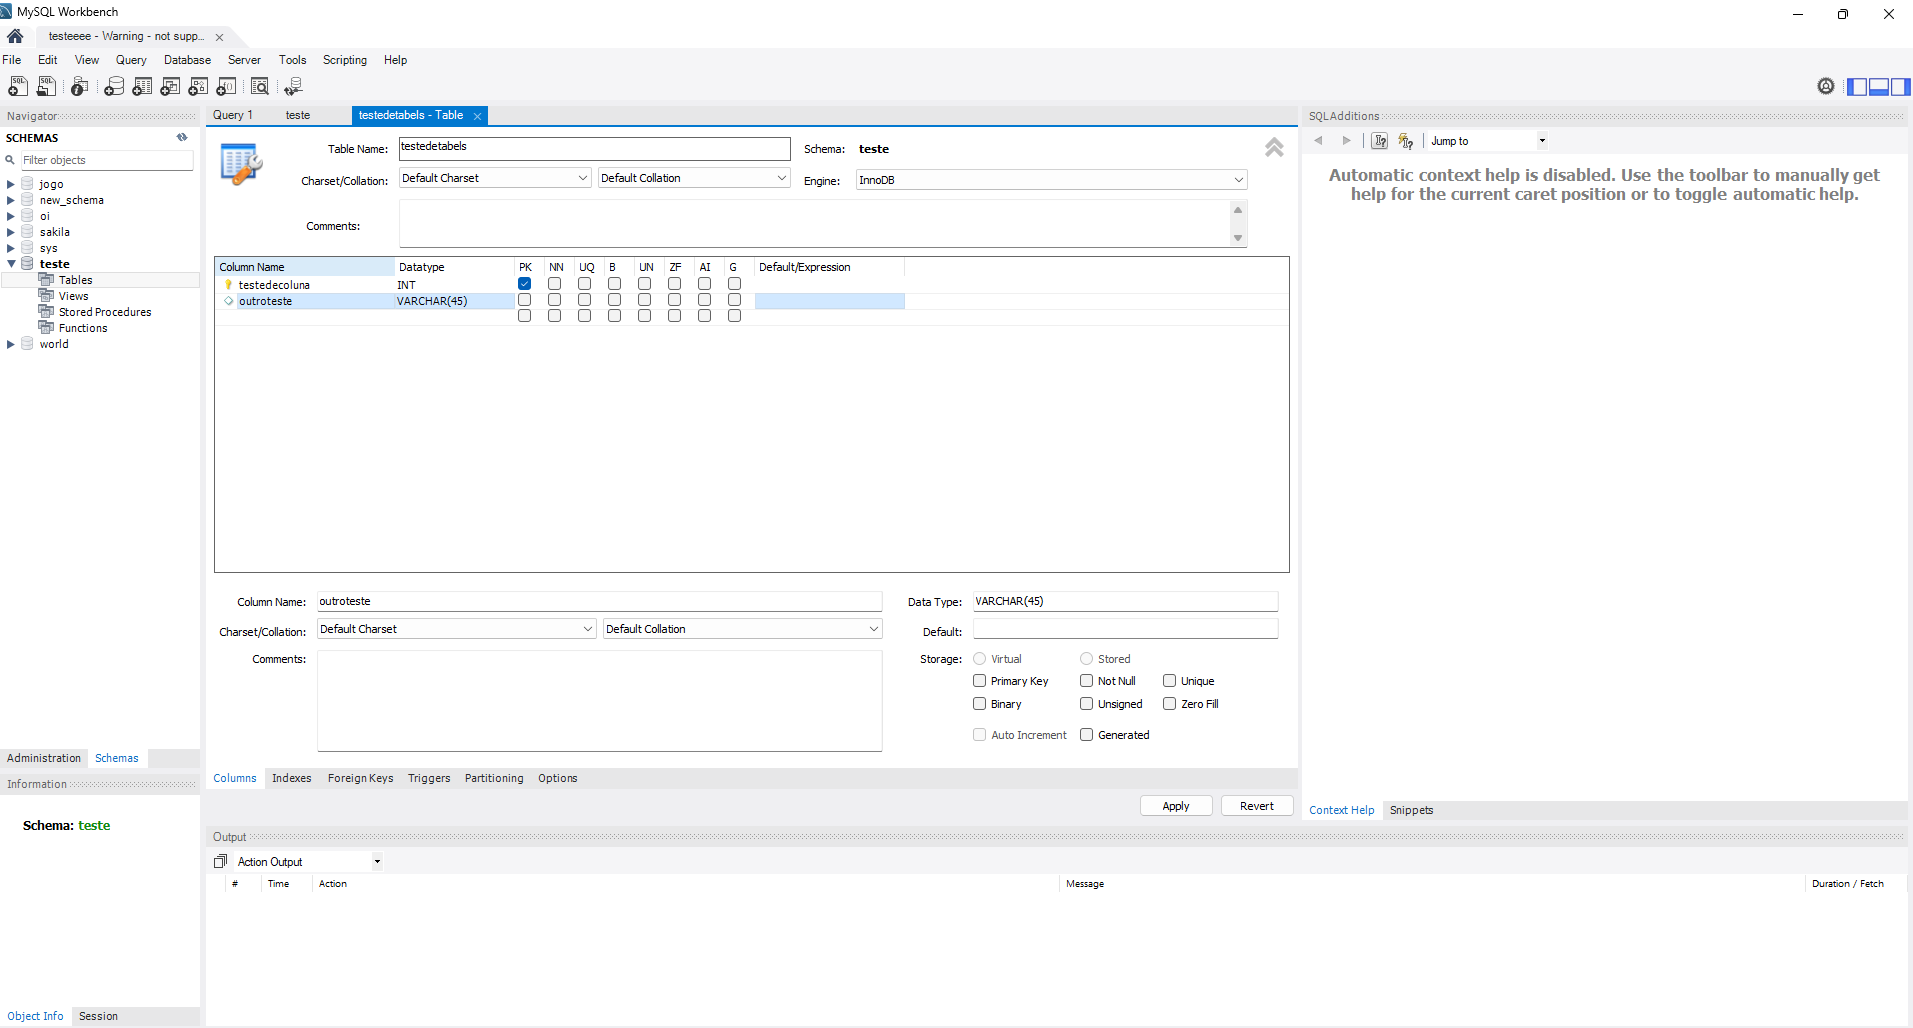 MySQL Workbench
testeeee - Warning - not supp...
File Edit View Query Database Server Tools Scripting Help
Navigator
SCHEMAS
Filter objects
jogo
new_schema
oi
sakila
sys
teste
Tables
Views
Stored Procedures
Functions
world
Administration Schemas
Information
Schema: teste
Object Info Session
Query 1 teste testedetabels - Table
Table Name: testedetabels Schema: teste
Charset/Collation: Default Charset Default Collation Engine: InnoDB
Comments:
Column Name Datatype PK NN UQ B UN ZF AI G Default/Expression
testedecoluna INT
outroteste VARCHAR(45)
Column Name: outroteste Data Type: VARCHAR(45)
Charset/Collation: Default Charset Default Collation Default:
Comments: Storage: Virtual Stored
Primary Key Not Null Unique
Binary Unsigned Zero Fill
Auto Increment Generated
Columns Indexes Foreign Keys Triggers Partitioning Options
Apply Revert
Output
Action Output
# Time Action Message Duration / Fetch
SQLAdditions
Jump to
Automatic context help is disabled. Use the toolbar to manually get
help for the current caret position or to toggle automatic help.
Context Help Snippets